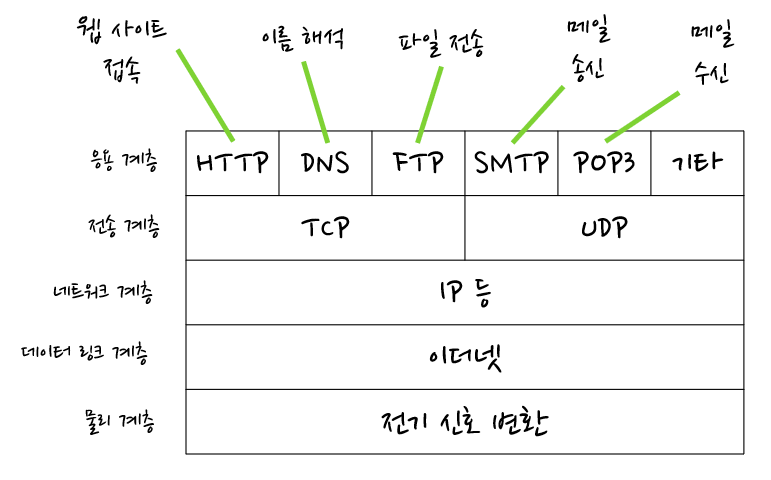 웹 사이트
접속
이름 해석
파일 전송
메일
송신
메일
수신
응용 계층
HTTP
DNS
FTP
SMTP
POP3
기타
전송 계층
TCP
UDP
네트워크 계층
IP 등
데이터 링크 계층
이더넷
물리 계층
전기 신호 변환